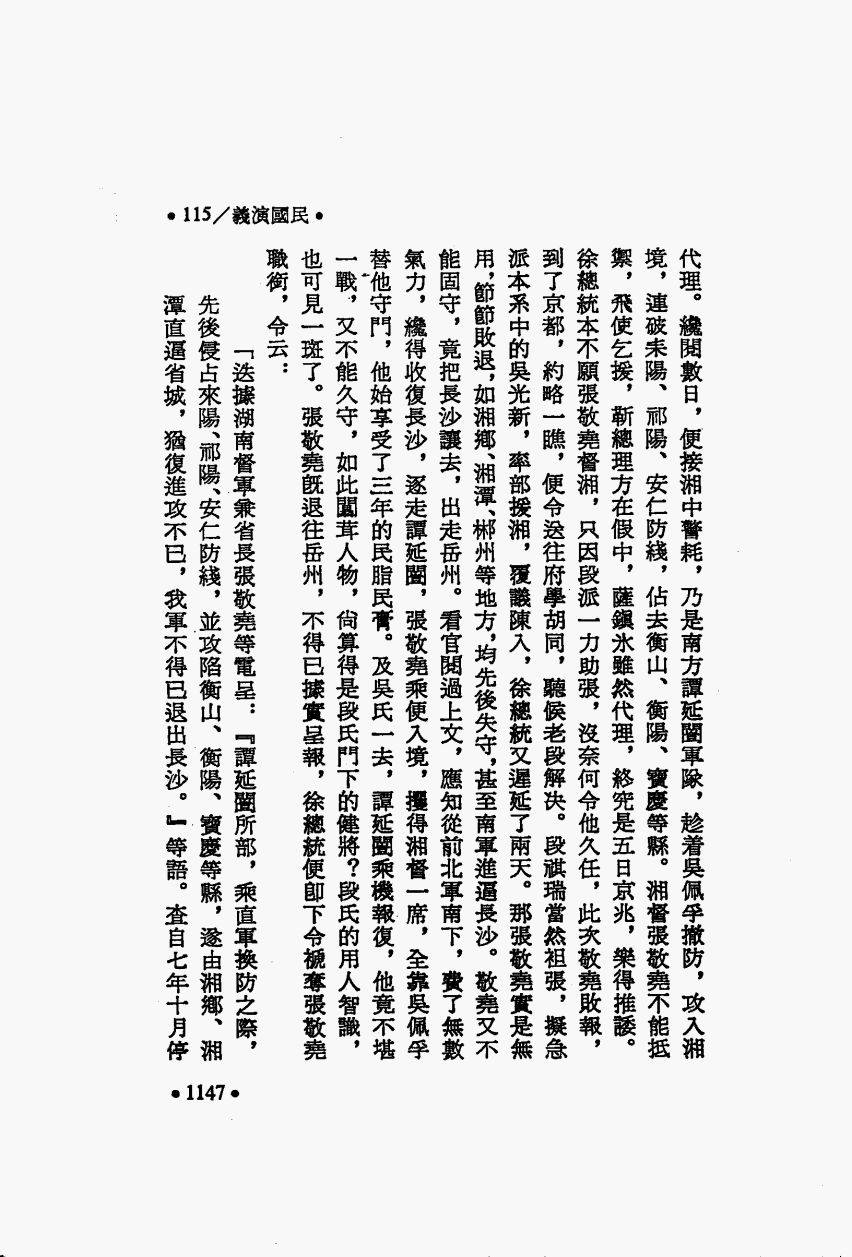 •115／義演國民•
代理。纔閱數日，便接湘中警耗，乃是南方譚延闓軍隊，趁着吳佩孚撤防，攻入湘
境，連破耒陽、祁陽、安仁防綫，佔去衡山、衡陽、寶慶等縣。湘督張敬堯不能抵
禦，飛使乞援，靳總理方在假中，薩鎭氷雖然代理，終究是五日京兆，樂得推諉。
徐總統本不願張敬堯督湘，只因段派一力助張，沒奈何令他久任，此次敬堯敗報，
到了京都，約略一瞧，便令送往府學胡同，聽候老段解決。段祺瑞當然袒張，擬急
派本系中的吳光新，率部援湘，覆議陳入，徐總統又遲延了兩天。那張敬堯實是無
用，節節敗退，如湘鄉、湘潭、郴州等地方，均先後失守，甚至南軍進逼長沙。敬堯又不
能固守，竟把長沙讓去，出走岳州。看官閱過上文，應知從前北軍南下，費了無數
氣力，纔得收復長沙，逐走譚延闓，張敬堯乘便入境，攫得湘督一席，全靠吳佩孚
替他守門，他始享受了三年的民脂民膏。及吳氏一去，譚延闓乘機報復，他竟不堪
一戰，又不能久守，如此闒茸人物，尙算得是段氏門下的健將？段氏的用人智識，
也可見一斑了。張敬堯旣退往岳州，不得已據實呈報，徐總統便卽下令褫奪張敬堯
職銜，令云：
「迭據湖南督軍兼省長張敬堯等電呈：『譚延闓所部，乘直軍換防之際，
先後侵占來陽、祁陽、安仁防綫，並攻陷衡山、衡陽、寶慶等縣，遂由湘鄉、湘
潭直逼省城，猶復進攻不已，我軍不得已退出長沙。』等語。查自七年十月停
•1147•